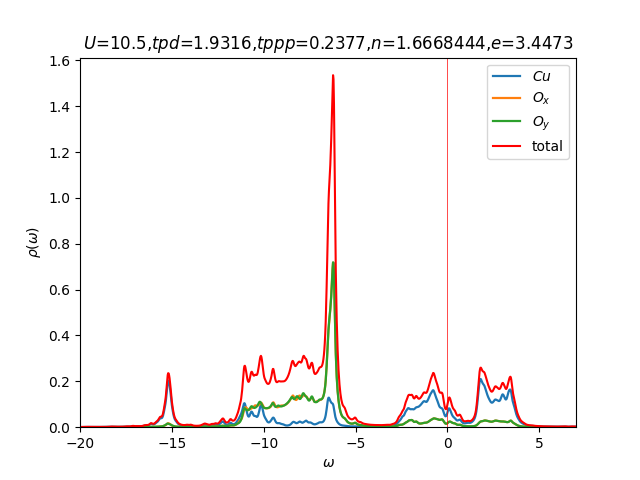 U=10.5,tpd=1.9316,tppp=0.2377,n=1.6668444,e=3.4473
1.6
1.4
1.2
1.0
0.8
0.6
0.4
0.2
0.0
ρ(ω)
Cu
Oₓ
O_y
total
−20
−15
−10
−5
0
5
ω